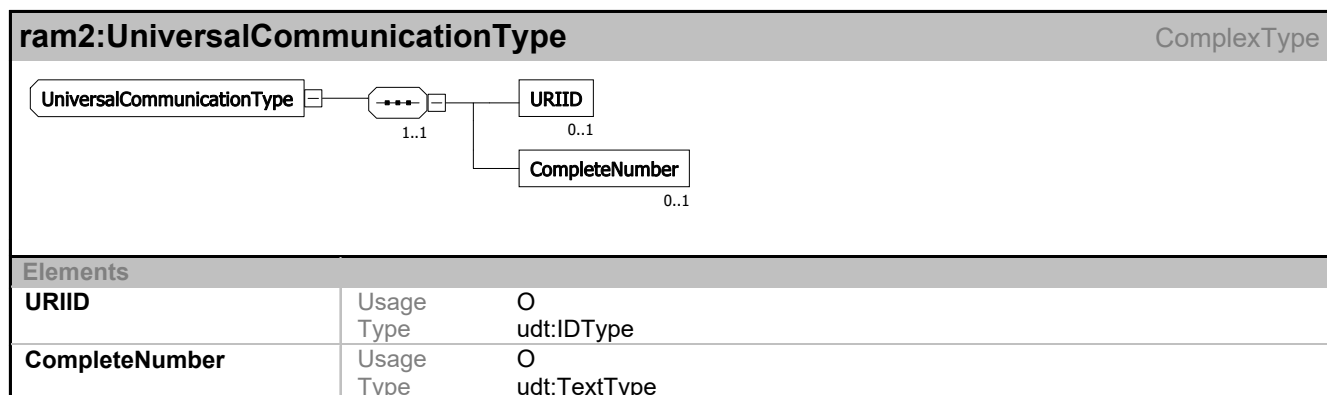 ram2:UniversalCommunicationType ComplexType
UniversalCommunicationType
1..1
URIID
0..1
CompleteNumber
0..1
Elements
URIID Usage O
Type udt:IDType
CompleteNumber Usage O
Type udt:TextType